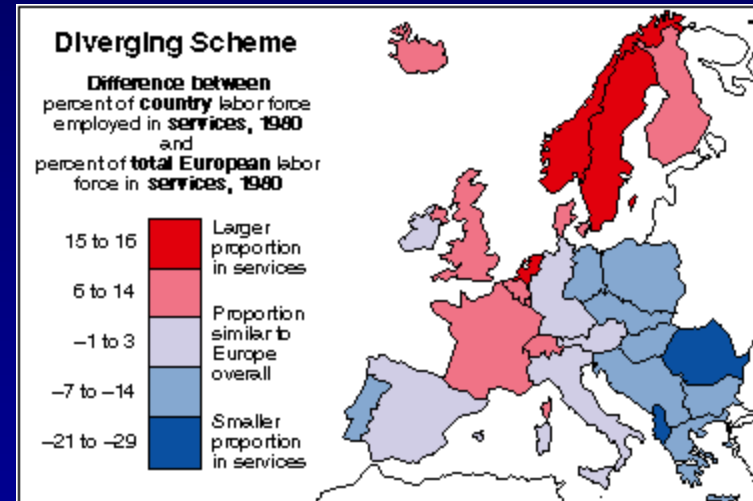 Diverging Scheme
Difference between
percent of country labor force
employed in services, 1980
and
percent of total European labor
force in services, 1980
15 to 16
Larger
proportion
in services
6 to 14
Proportion
similar to
Europe
overall
–1 to 3
–7 to –14
–21 to –29
Smaller
proportion
in services